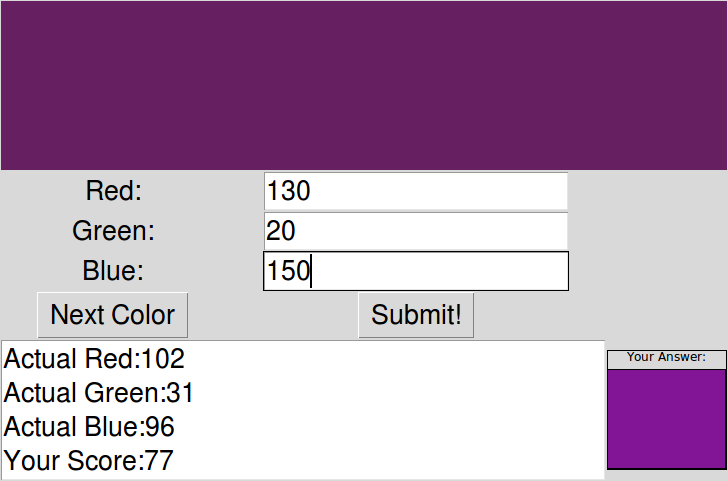 Red: 130
Green: 20
Blue: 150
Next Color Submit!
Actual Red:102
Actual Green:31
Actual Blue:96
Your Score:77
Your Answer: